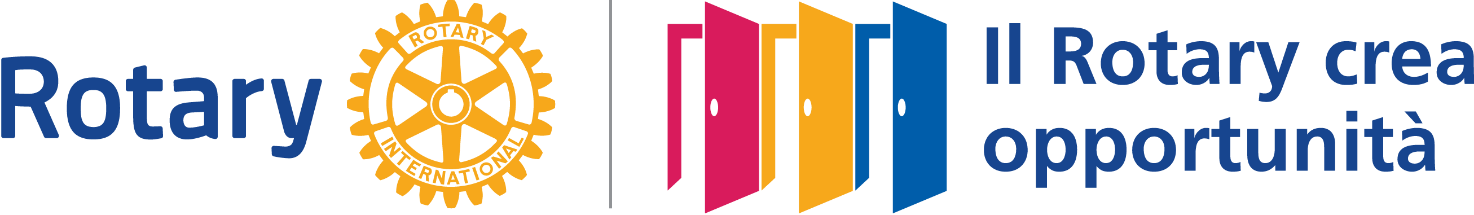 Rotary
ROTARY
INTERNATIONAL
Il Rotary crea
opportunità